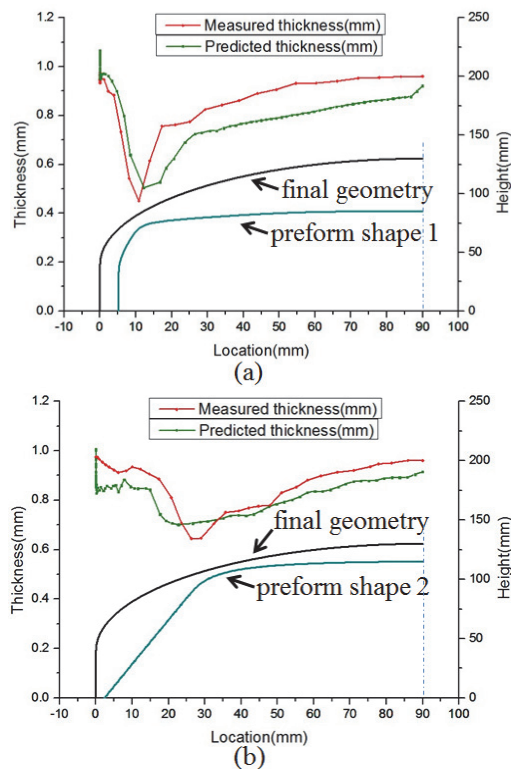 (a)
Measured thickness(mm)
Predicted thickness(mm)
1.2
1.0
0.8
0.6
0.4
0.2
0.0
Thickness(mm)
250
200
150
100
50
0
Height(mm)
final geometry
preform shape 1
-10 0 10 20 30 40 50 60 70 80 90 100
Location(mm)
(a)
Measured thickness(mm)
Predicted thickness(mm)
1.2
1.0
0.8
0.6
0.4
0.2
0.0
Thickness(mm)
250
200
150
100
50
0
Height(mm)
final geometry
preform shape 2
-10 0 10 20 30 40 50 60 70 80 90 100
Location(mm)
(b)